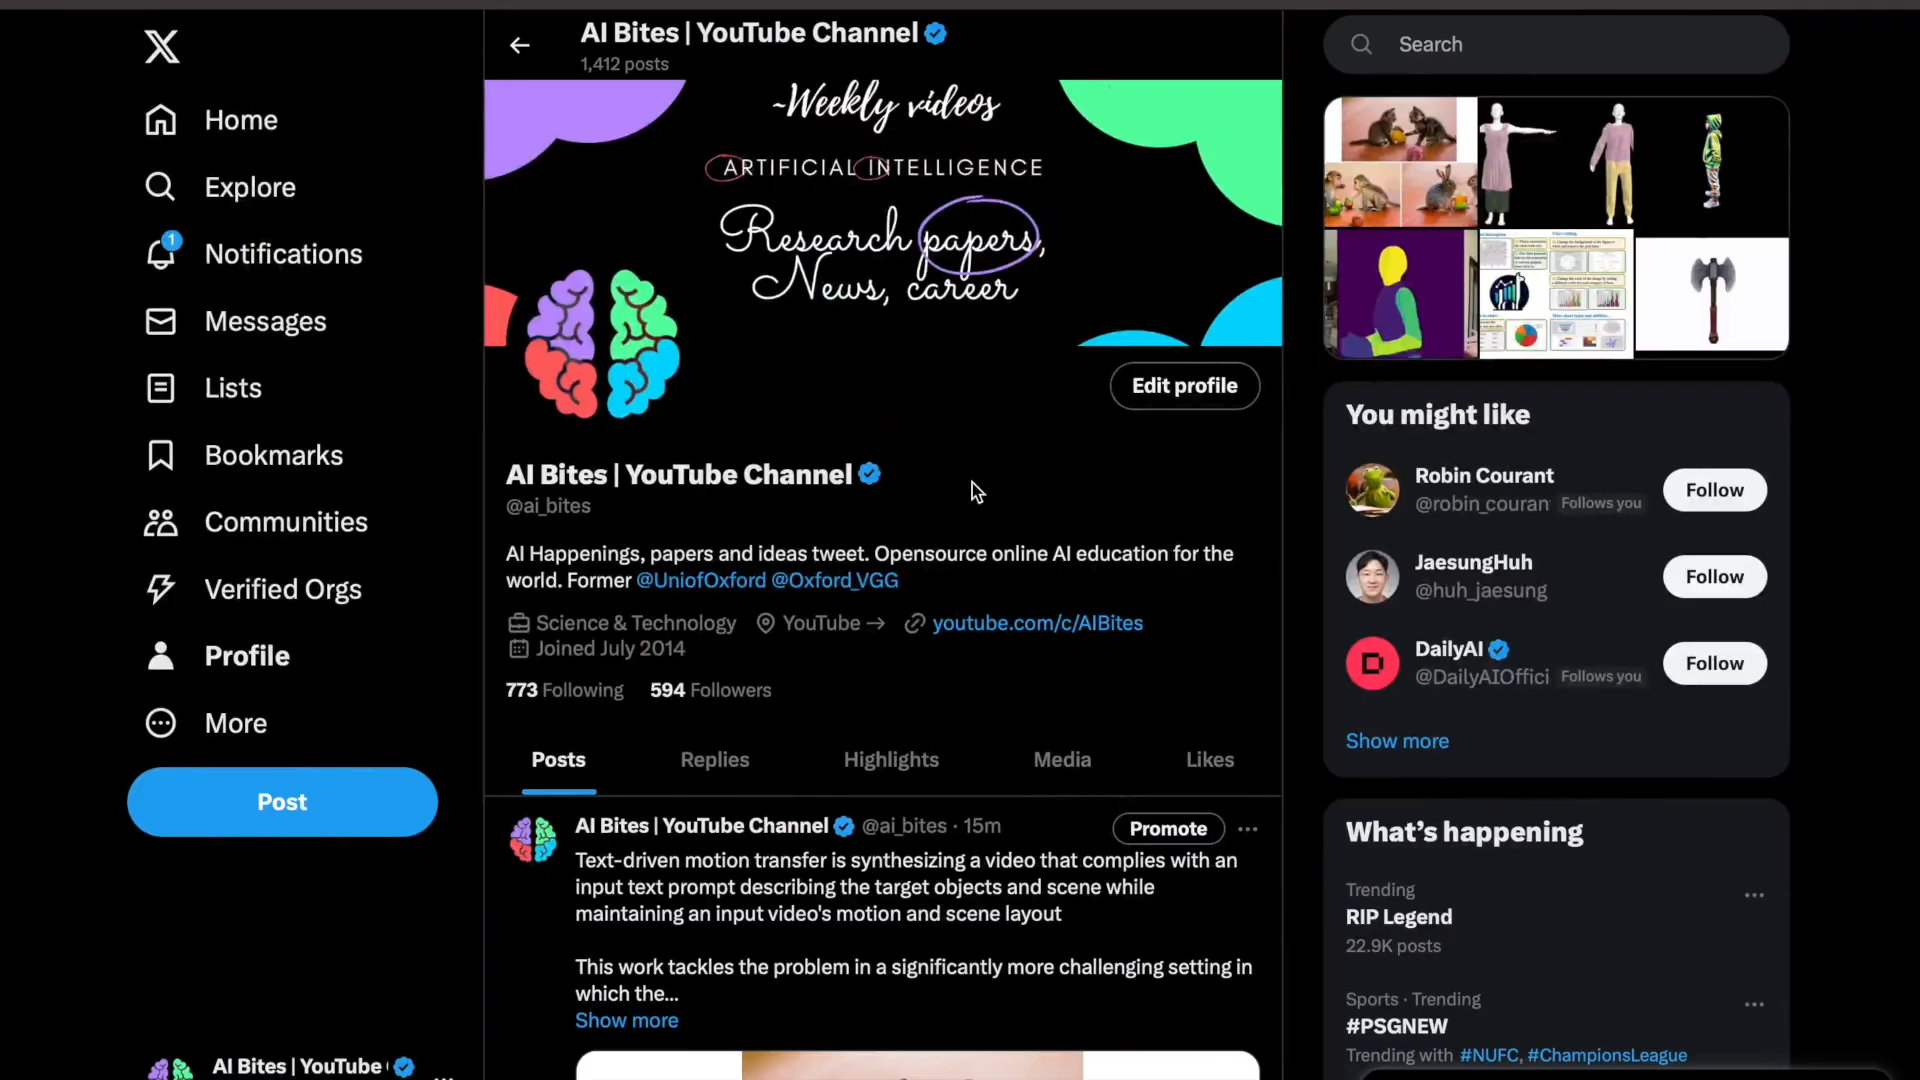 Home
Explore
1
Notifications
Messages
Lists
Bookmarks
Communities
Verified Orgs
Profile
More
Post
AI Bites | YouTube
AI Bites | YouTube Channel
1,412 posts
~Weekly videos
ARTIFICIAL INTELLIGENCE
Research papers,
News, career
Edit profile
AI Bites | YouTube Channel
@ai_bites
AI Happenings, papers and ideas tweet. Opensource online AI education for the
world. Former @UniofOxford @Oxford_VGG
Science & Technology YouTube → youtube.com/c/AIBites
Joined July 2014
773 Following 594 Followers
Posts Replies Highlights Media Likes
AI Bites | YouTube Channel @ai_bites · 15m
Promote
Text-driven motion transfer is synthesizing a video that complies with an
input text prompt describing the target objects and scene while
maintaining an input video's motion and scene layout
This work tackles the problem in a significantly more challenging setting in
which the...
Show more
Search
You might like
Robin Courant
@robin_couran Follows you
Follow
JaesungHuh
@huh_jaesung
Follow
DailyAI
@DailyAIOffici Follows you
Follow
Show more
What's happening
Trending
RIP Legend
22.9K posts
Sports · Trending
#PSGNEW
Trending with #NUFC, #ChampionsLeague